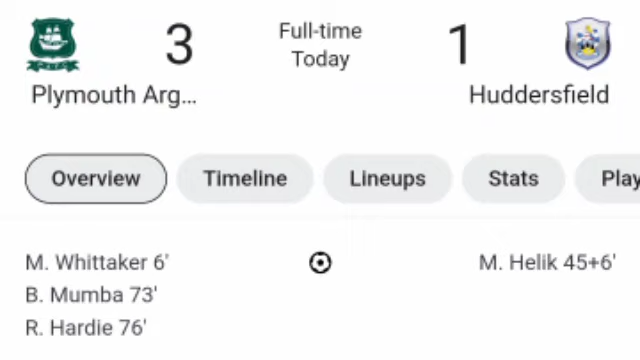 3 Full-time 1
Today
Plymouth Arg... Huddersfield
Overview Timeline Lineups Stats Play
M. Whittaker 6' M. Helik 45+6'
B. Mumba 73'
R. Hardie 76'